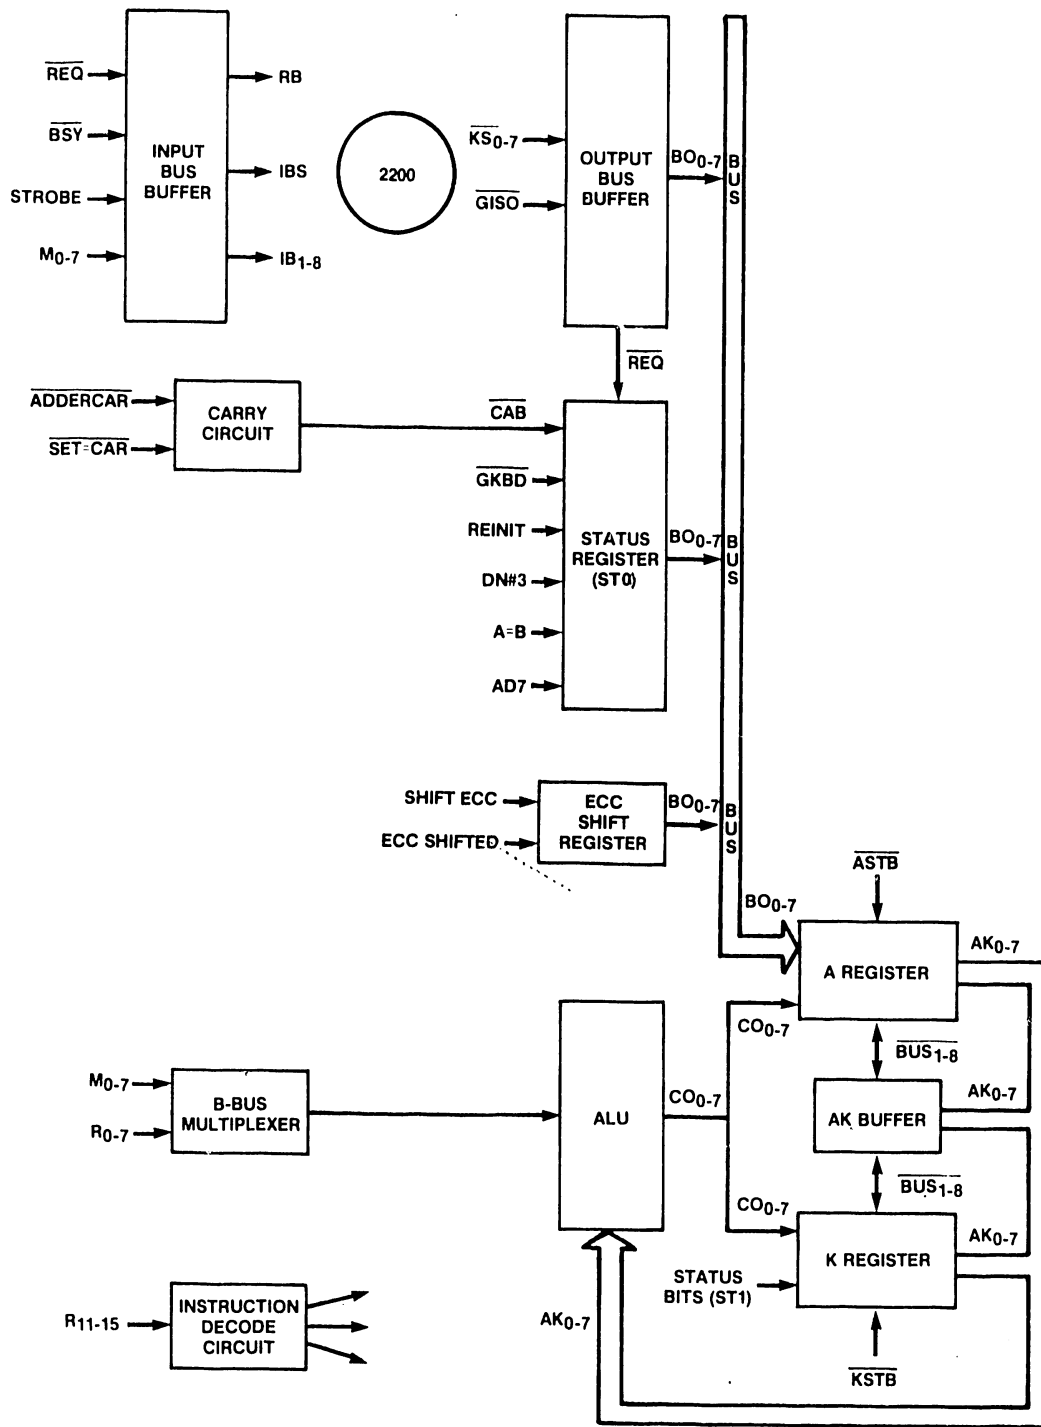 REQ
BSY
STROBE
M0-7
INPUT
BUS
BUFFER
RB
IBS
IB1-8
2200
KS0-7
GISO
OUTPUT
BUS
BUFFER
BO0-7
BUS
REQ
ADDERCAR
SET=CAR
CARRY
CIRCUIT
CAB
GKBD
REINIT
DN#3
A=B
AD7
STATUS
REGISTER
(ST0)
BO0-7
BUS
SHIFT ECC
ECC SHIFTED
ECC
SHIFT
REGISTER
BO0-7
BUS
BO0-7
ASTB
A REGISTER
AK0-7
CO0-7
BUS1-8
M0-7
R0-7
B-BUS
MULTIPLEXER
ALU
CO0-7
AK BUFFER
AK0-7
BUS1-8
CO0-7
K REGISTER
AK0-7
STATUS
BITS (ST1)
KSTB
R11-15
INSTRUCTION
DECODE
CIRCUIT
AK0-7